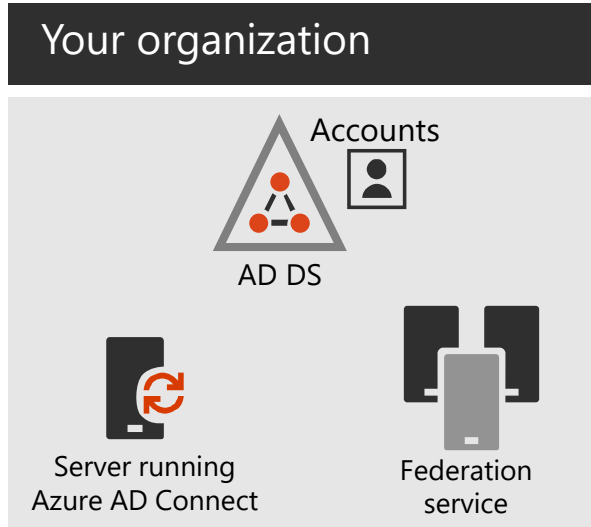 Your organization
Accounts
AD DS
Server running
Azure AD Connect
Federation
service